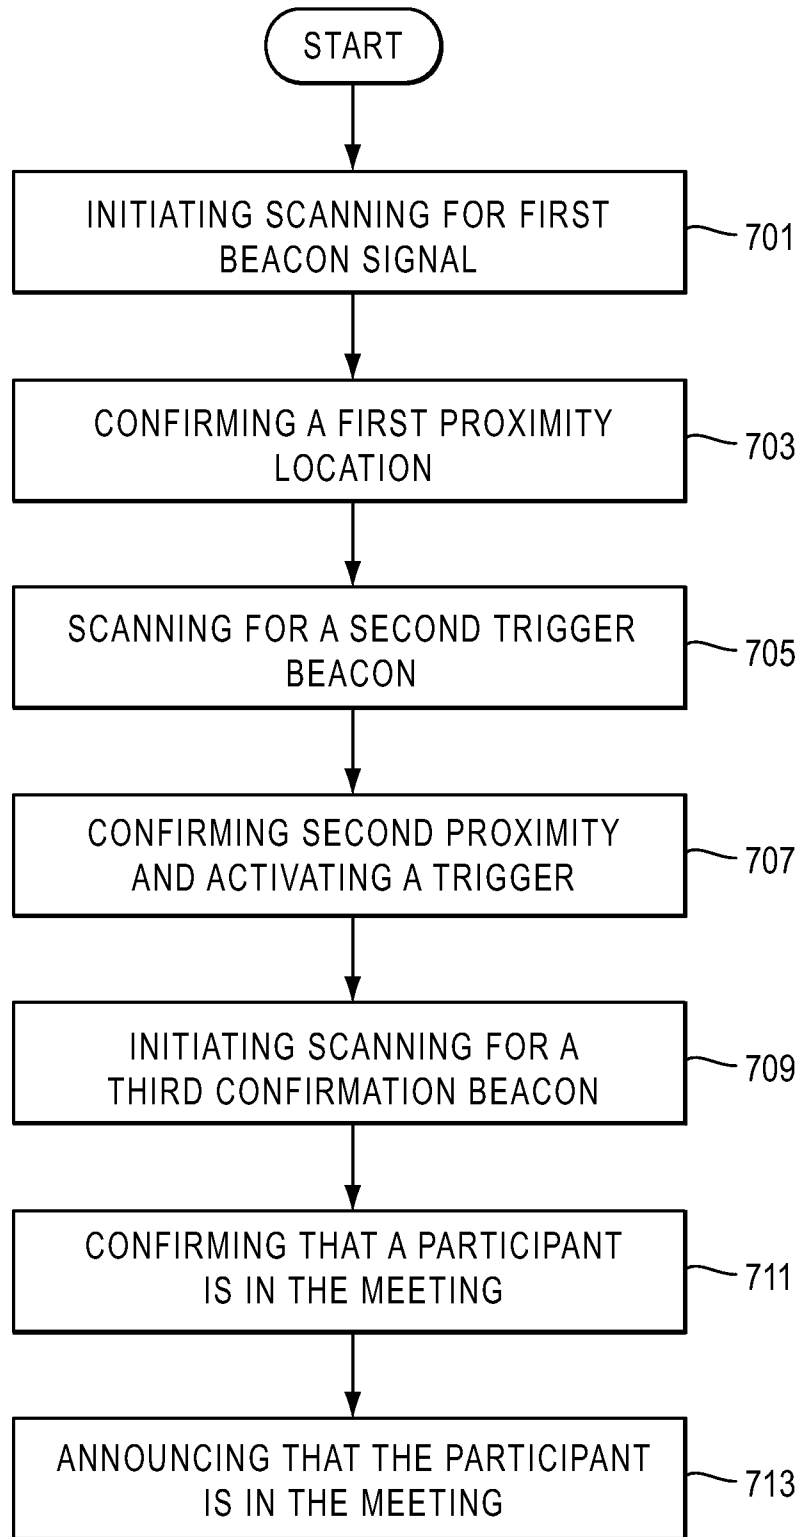 START
INITIATING SCANNING FOR FIRST
BEACON SIGNAL
701
CONFIRMING A FIRST PROXIMITY
LOCATION
703
SCANNING FOR A SECOND TRIGGER
BEACON
705
CONFIRMING SECOND PROXIMITY
AND ACTIVATING A TRIGGER
707
INITIATING SCANNING FOR A
THIRD CONFIRMATION BEACON
709
CONFIRMING THAT A PARTICIPANT
IS IN THE MEETING
711
ANNOUNCING THAT THE PARTICIPANT
IS IN THE MEETING
713